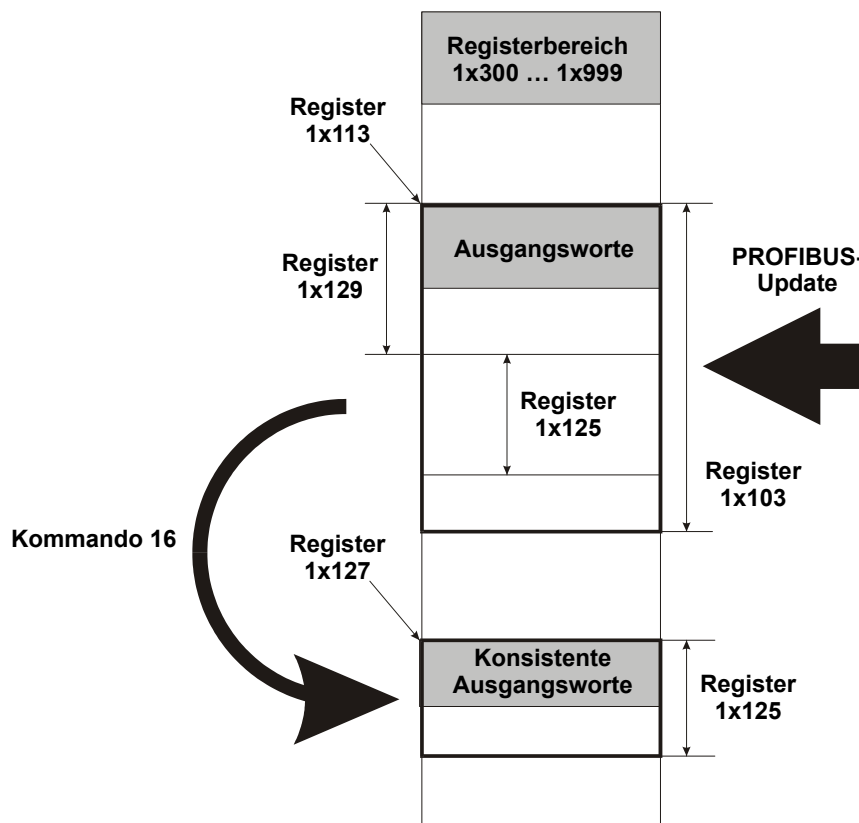 Registerbereich
1x300 … 1x999
Register
1x113
Ausgangsworte
Register
1x129
PROFIBUS-
Update
Register
1x125
Register
1x103
Kommando 16
Register
1x127
Konsistente
Ausgangsworte
Register
1x125